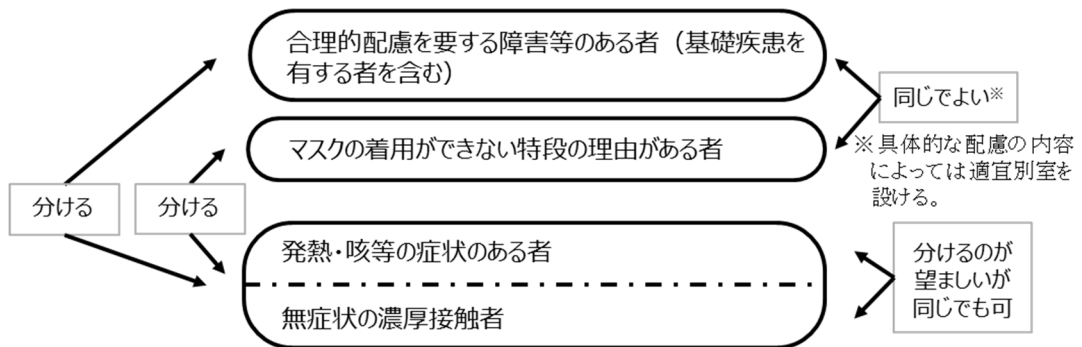 合理的配慮を要する障害等のある者（基礎疾患を
有する者を含む）
同じでよい※
マスクの着用ができない特段の理由がある者
※具体的な配慮の内容
によっては適宜別室を
設ける。
分ける
分ける
発熱・咳等の症状のある者
無症状の濃厚接触者
分けるのが
望ましいが
同じでも可